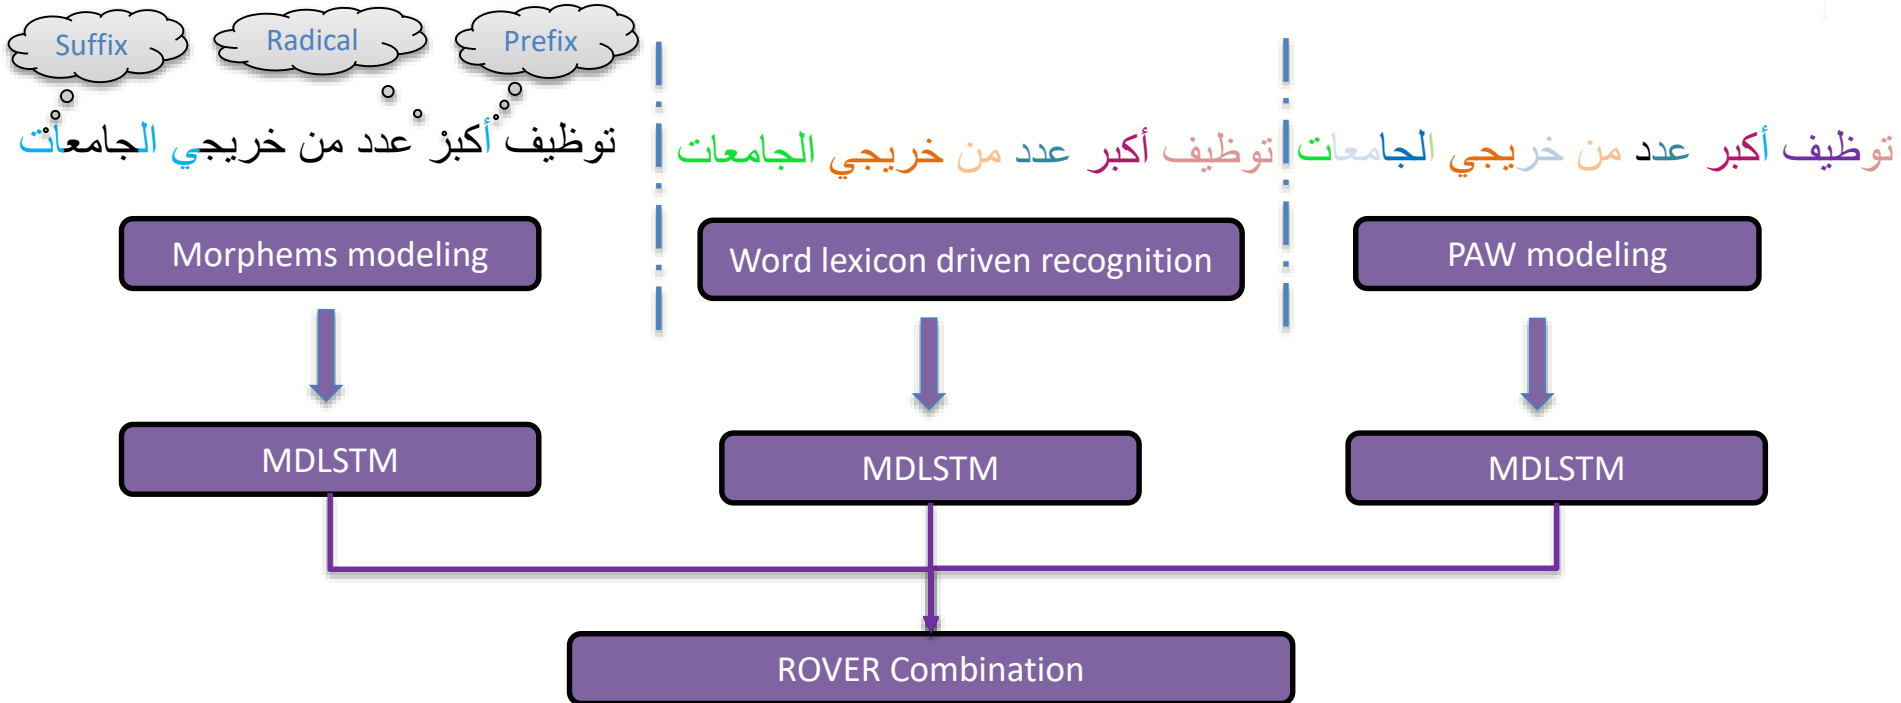 Suffix
Radical
Prefix
توظيف أكبر عدد من خريجي الجامعات
توظيف أكبر عدد من خريجي الجامعات
توظيف أكبر عدد من خريجي الجامعات
Morphems modeling
Word lexicon driven recognition
PAW modeling
MDLSTM
MDLSTM
MDLSTM
ROVER Combination